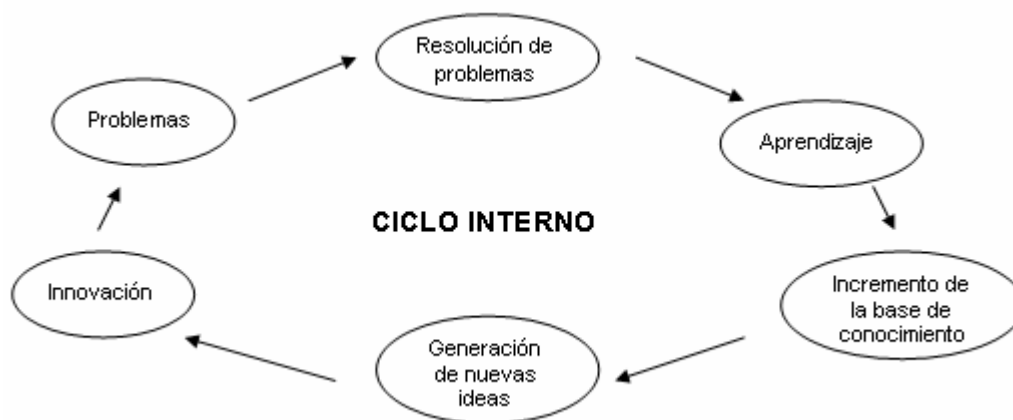 Resolución de
problemas
Problemas
Aprendizaje
CICLO INTERNO
Innovación
Incremento de
la base de
conocimiento
Generación
de nuevas
ideas